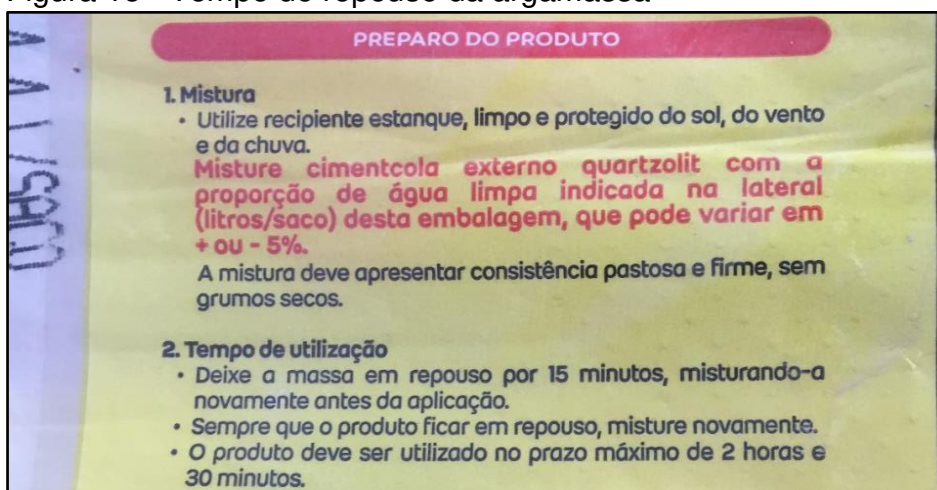 PREPARO DO PRODUTO
1. Mistura
• Utilize recipiente estanque, limpo e protegido do sol, do vento
e da chuva.
Misture cimentcola externo quartzolit com a
proporção de água limpa indicada na lateral
(litros/saco) desta embalagem, que pode variar em
+ ou - 5%.
A mistura deve apresentar consistência pastosa e firme, sem
grumos secos.
2. Tempo de utilização
• Deixe a massa em repouso por 15 minutos, misturando-a
novamente antes da aplicação.
• Sempre que o produto ficar em repouso, misture novamente.
• O produto deve ser utilizado no prazo máximo de 2 horas e
30 minutos.